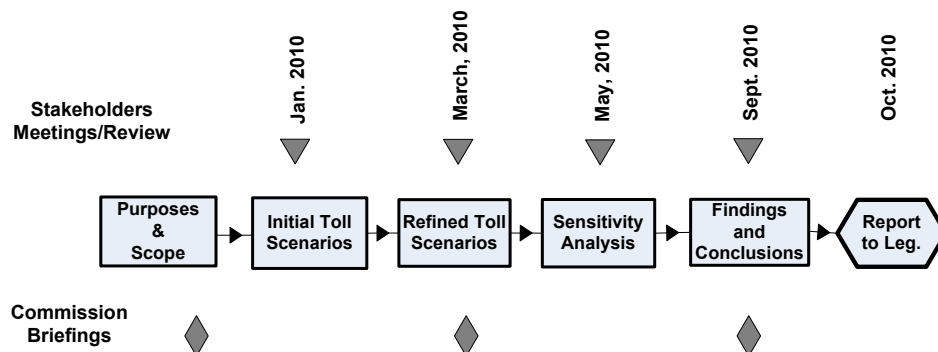 Jan. 2010
March, 2010
May, 2010
Sept. 2010
Oct. 2010
Stakeholders
Meetings/Review
Purposes
&
Scope
Initial Toll
Scenarios
Refined Toll
Scenarios
Sensitivity
Analysis
Findings
and
Conclusions
Report
to Leg.
Commission
Briefings